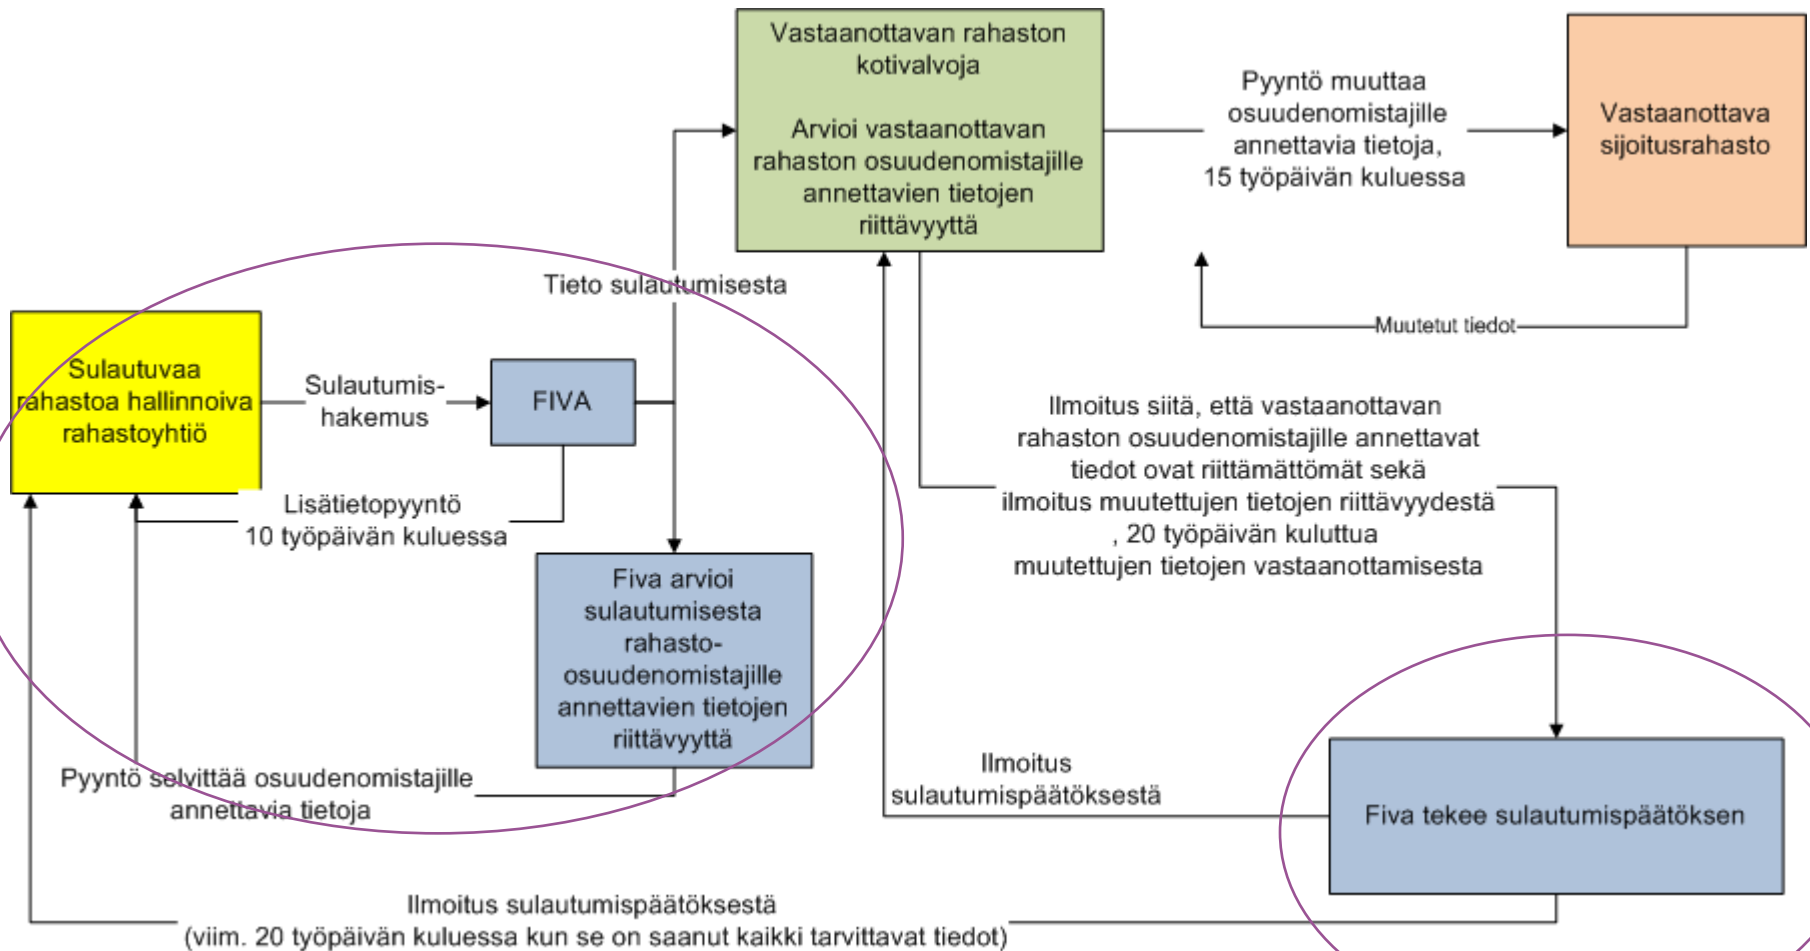 Vastaanottavan rahaston
kotivalvoja
Arvioi vastaanottavan
rahaston osuudenomistajille
annettavien tietojen
riittävyyttä
Pyyntö muuttaa
osuudenomistajille
annettavia tietoja,
15 työpäivän kuluessa
Vastaanottava
sijoitusrahasto
Tieto sulautumisesta
Muutetut tiedot
Sulautuvaa
rahastoa hallinnoiva
rahastoyhtiö
Sulautumis-
hakemus
FIVA
Lisätietopyyntö
10 työpäivän kuluessa
Ilmoitus siitä, että vastaanottavan
rahaston osuudenomistajille annettavat
tiedot ovat riittämättömät sekä
ilmoitus muutettujen tietojen riittävyydestä
, 20 työpäivän kuluttua
muutettujen tietojen vastaanottamisesta
Fiva arvioi
sulautumisesta
rahasto-
osuudenomistajille
annettavien tietojen
riittävyyttä
Pyyntö selvittää osuudenomistajille
annettavia tietoja
Ilmoitus
sulautumispäätöksestä
Fiva tekee sulautumispäätöksen
Ilmoitus sulautumispäätöksestä
(viim. 20 työpäivän kuluessa kun se on saanut kaikki tarvittavat tiedot)